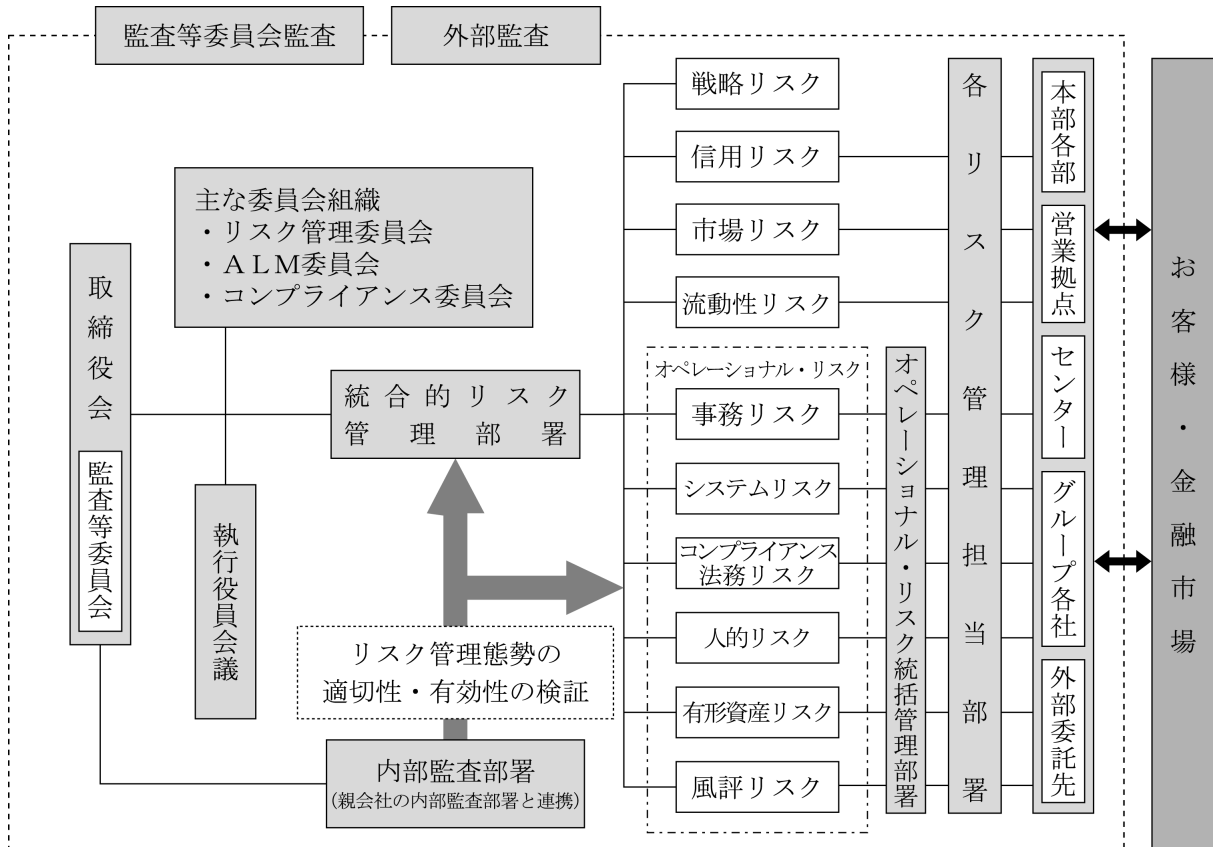 監査等委員会監査
外部監査
主な委員会組織
・リスク管理委員会
・ＡＬＭ委員会
・コンプライアンス委員会
取締役会
監査等委員会
執行役員会議
統合的リスク
管理部署
リスク管理態勢の
適切性・有効性の検証
内部監査部署
(親会社の内部監査部署と連携)
戦略リスク
信用リスク
市場リスク
流動性リスク
オペレーショナル・リスク
事務リスク
システムリスク
コンプライアンス
法務リスク
人的リスク
有形資産リスク
風評リスク
オペレーショナル・リスク統括管理部署
各リスク管理担当部署
本部各部
営業拠点
センター
グループ各社
外部委託先
お客様・金融市場